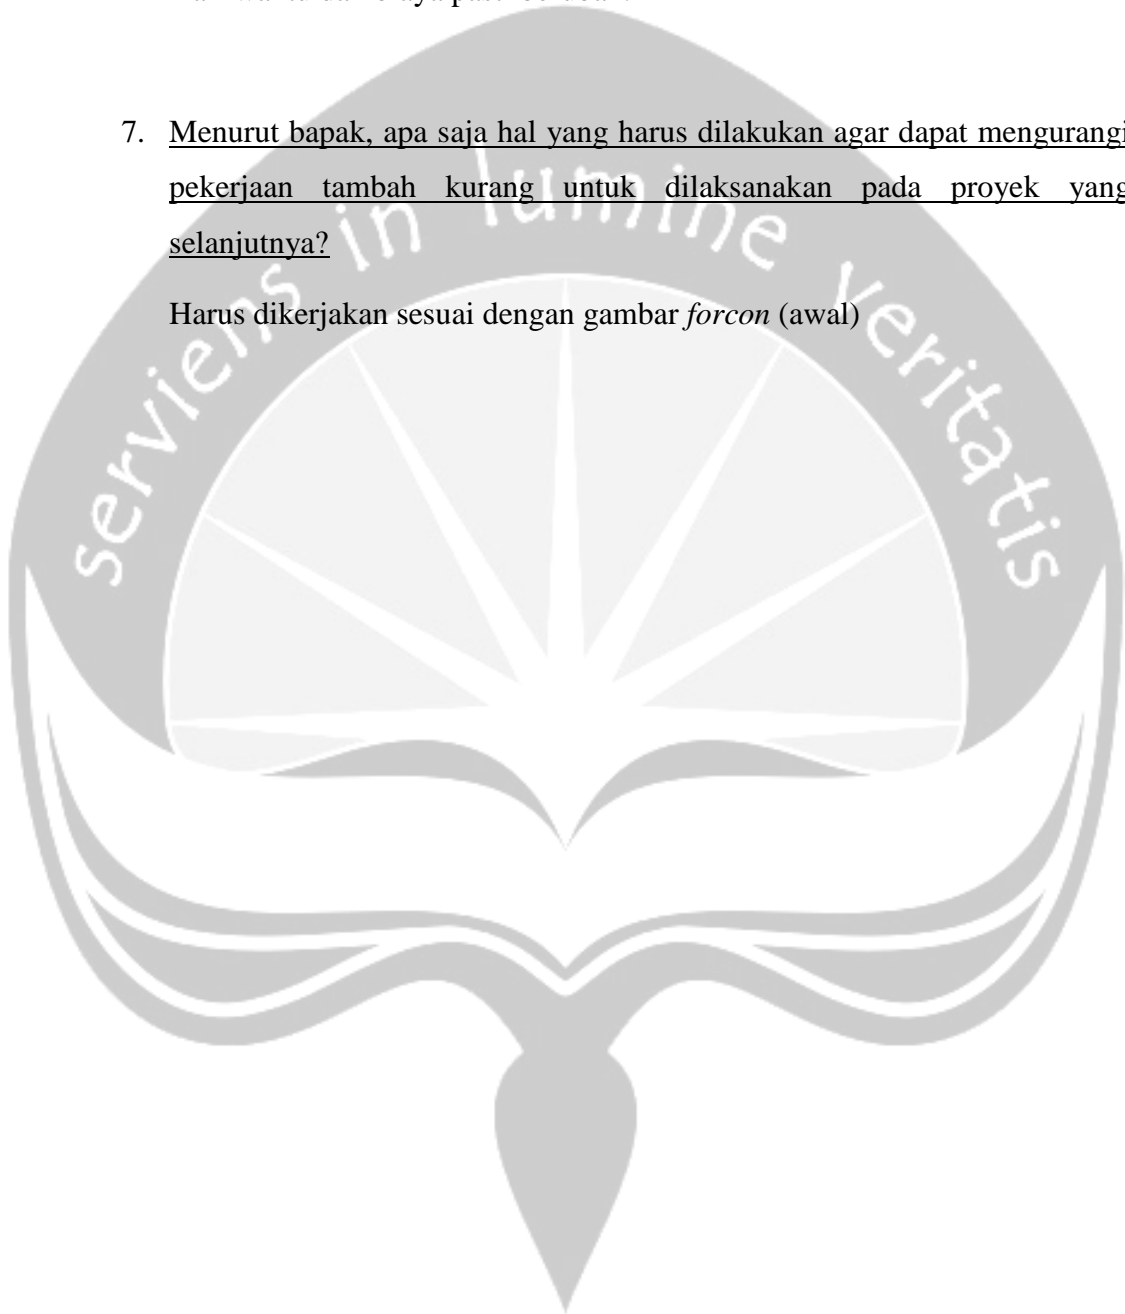 7. Menurut bapak, apa saja hal yang harus dilakukan agar dapat mengurangi
pekerjaan tambah kurang untuk dilaksanakan pada proyek yang
selanjutnya?
Harus dikerjakan sesuai dengan gambar forcon (awal)
serviens in lumine veritatis